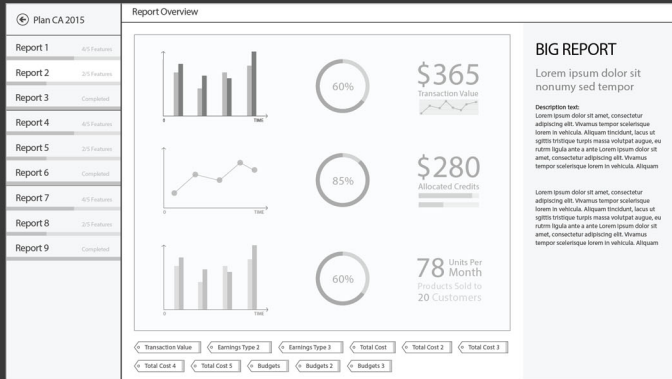 Plan CA 2015
Report 1
4/5 Features
Report 2
2/5 Features
Report 3
Completed
Report 4
4/5 Features
Report 5
2/5 Features
Report 6
Completed
Report 7
4/5 Features
Report 8
2/5 Features
Report 9
Completed
Report Overview
0
TIME
60%
$365
Transaction Value
0
TIME
85%
$280
Allocated Credits
0
TIME
60%
78 Units Per
Month
Products Sold to
20 Customers
Transaction Value
Earnings Type 2
Earnings Type 3
Total Cost
Total Cost 2
Total Cost 3
Total Cost 4
Total Cost 5
Budgets
Budgets 2
Budgets 3
BIG REPORT
Lorem ipsum dolor sit
nonumy sed tempor
Description text:
Lorem ipsum dolor sit amet, consectetur
adipiscing elit. Vivamus tempor scelerisque
lorem in vehicula. Aliquam tincidunt, lacus ut
sgittis tristique turpis massa volutpat augue, eu
rutrm ligula ante a ante Lorem ipsum dolor sit
amet, consectetur adipiscing elit. Vivamus
tempor scelerisque lorem in vehicula. Aliquam
Lorem ipsum dolor sit amet, consectetur
adipiscing elit. Vivamus tempor scelerisque
lorem in vehicula. Aliquam tincidunt, lacus ut
sgittis tristique turpis massa volutpat augue, eu
rutrm ligula ante a ante Lorem ipsum dolor sit
amet, consectetur adipiscing elit. Vivamus
tempor scelerisque lorem in vehicula. Aliquam